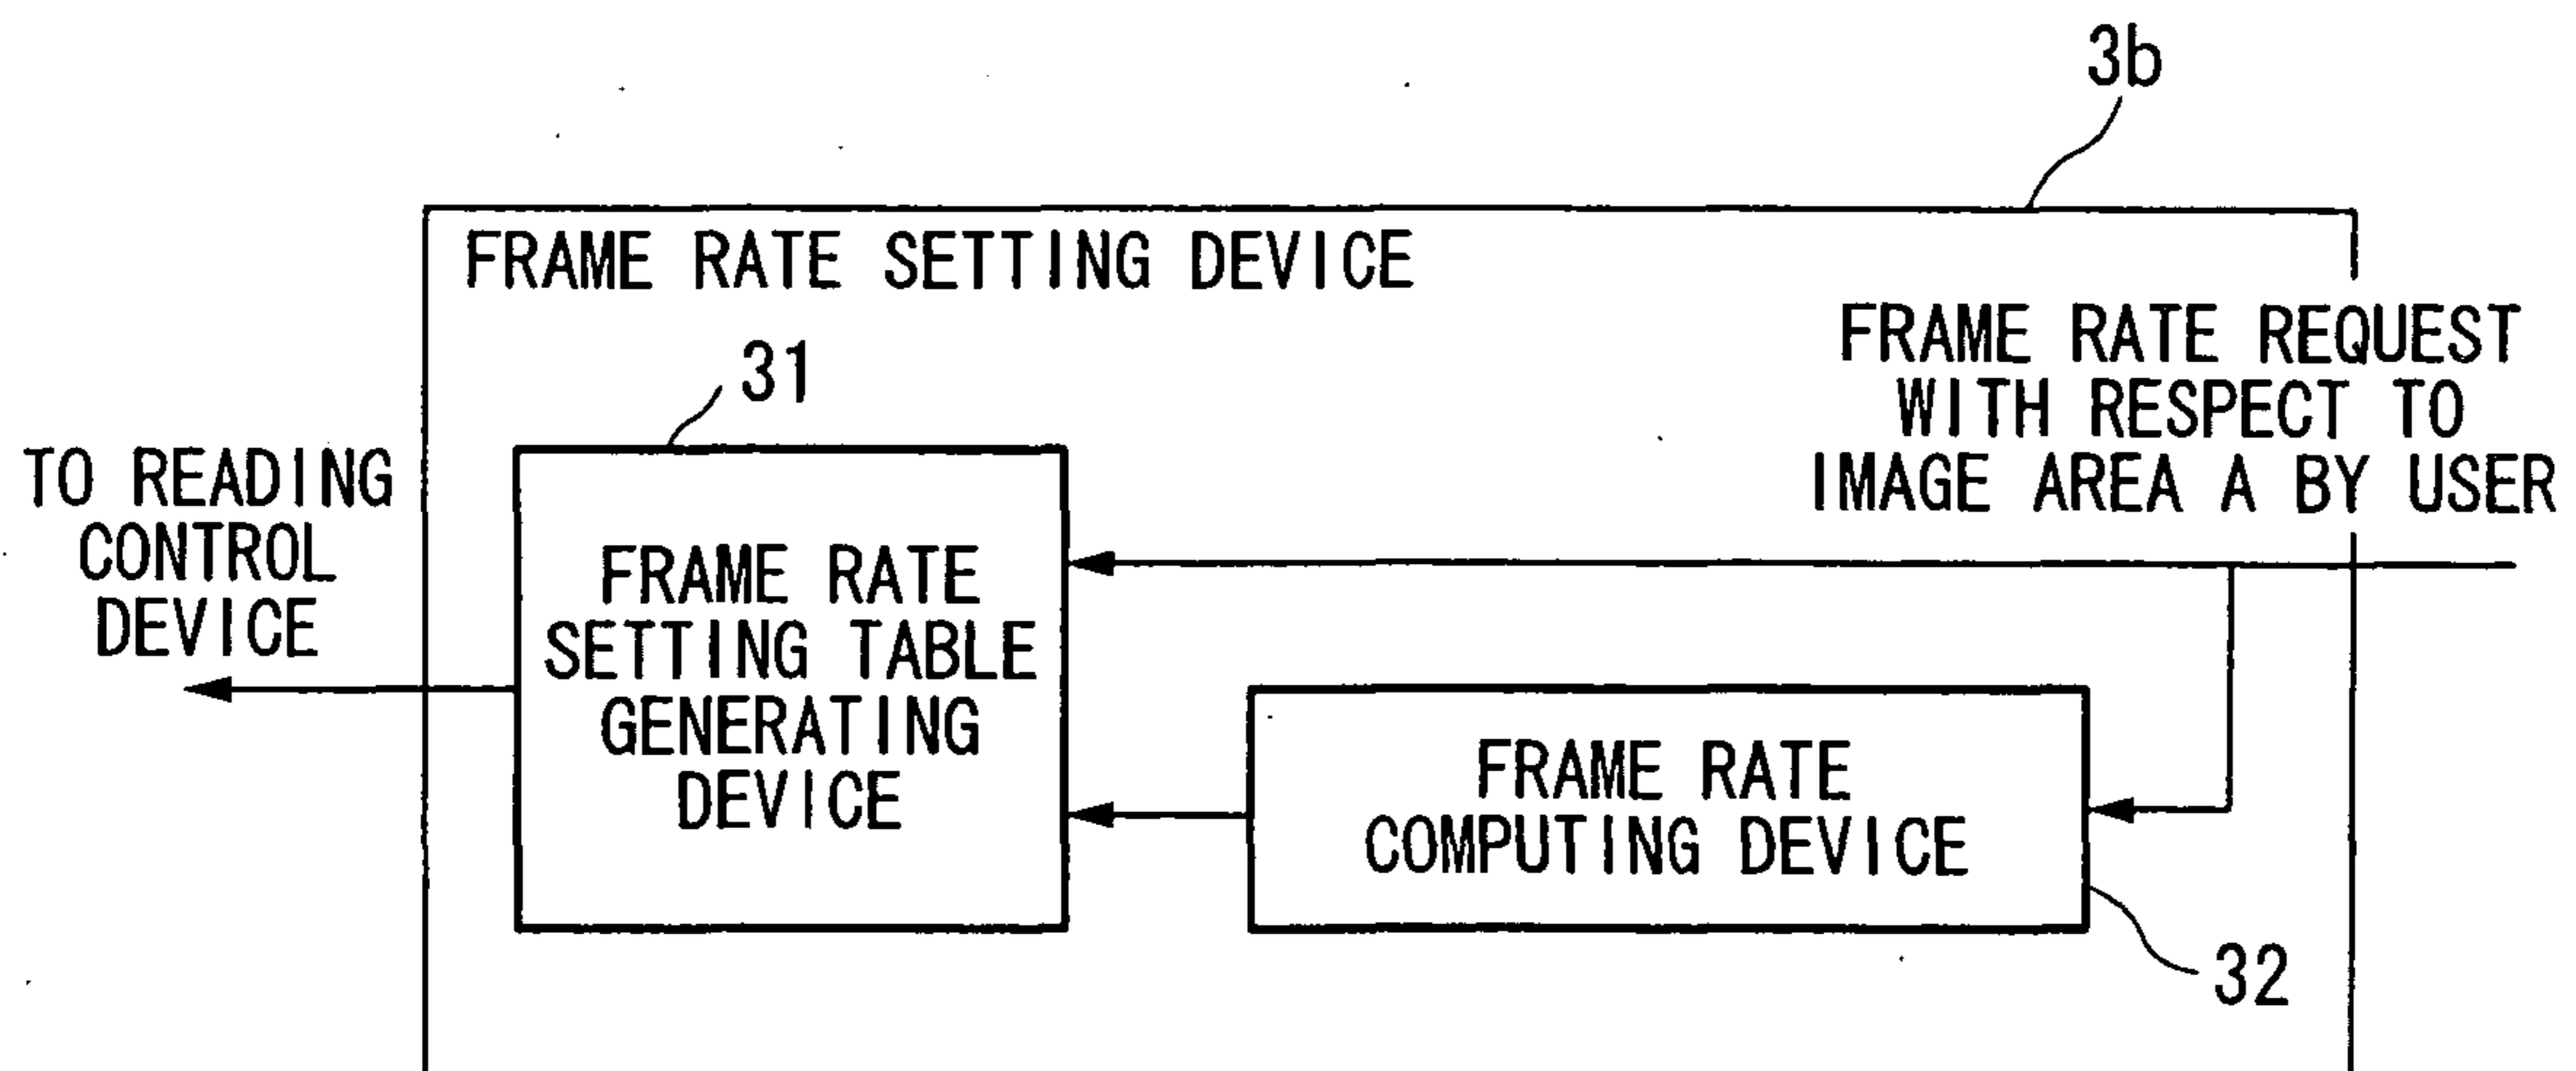 3b
FRAME RATE SETTING DEVICE
FRAME RATE REQUEST
WITH RESPECT TO
IMAGE AREA A BY USER
31
TO READING
CONTROL
DEVICE
FRAME RATE
SETTING TABLE
GENERATING
DEVICE
FRAME RATE
COMPUTING DEVICE
32